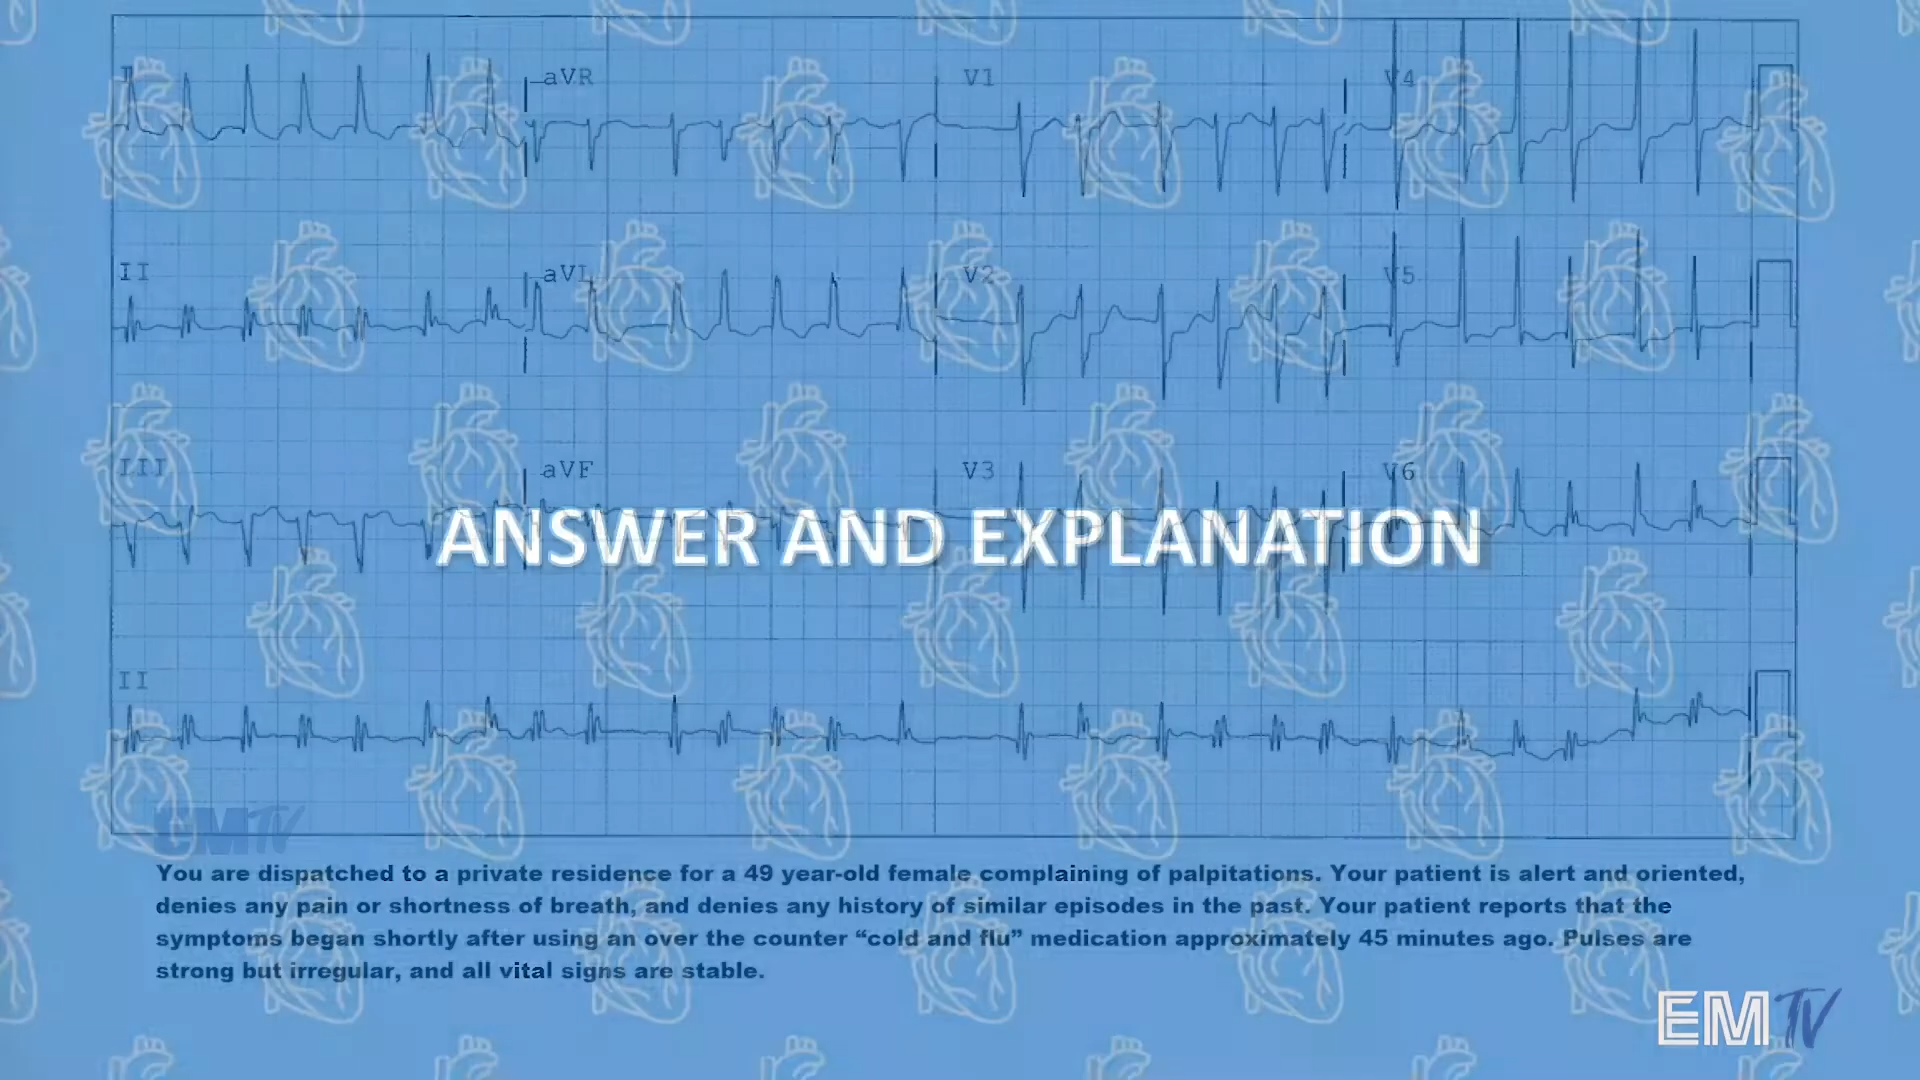 I
aVR
V1
V4
II
aVL
V2
V5
III
aVF
V3
V6
ANSWER AND EXPLANATION
II
EMTV
You are dispatched to a private residence for a 49 year-old female complaining of palpitations. Your patient is alert and oriented,
denies any pain or shortness of breath, and denies any history of similar episodes in the past. Your patient reports that the
symptoms began shortly after using an over the counter “cold and flu” medication approximately 45 minutes ago. Pulses are
strong but irregular, and all vital signs are stable.
EMTV